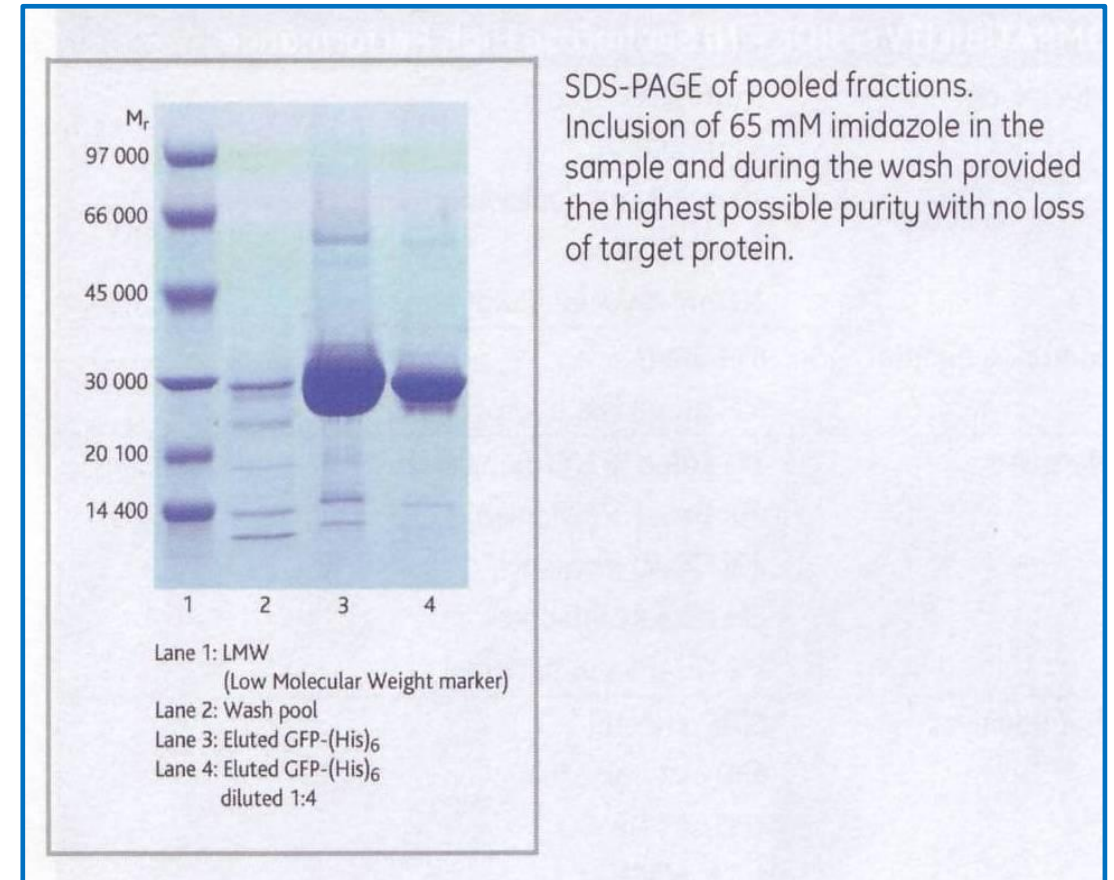 M_r
97 000
66 000
45 000
30 000
20 100
14 400
1 2 3 4
Lane 1: LMW
(Low Molecular Weight marker)
Lane 2: Wash pool
Lane 3: Eluted GFP-(His)₆
Lane 4: Eluted GFP-(His)₆
diluted 1:4
SDS-PAGE of pooled fractions.
Inclusion of 65 mM imidazole in the
sample and during the wash provided
the highest possible purity with no loss
of target protein.